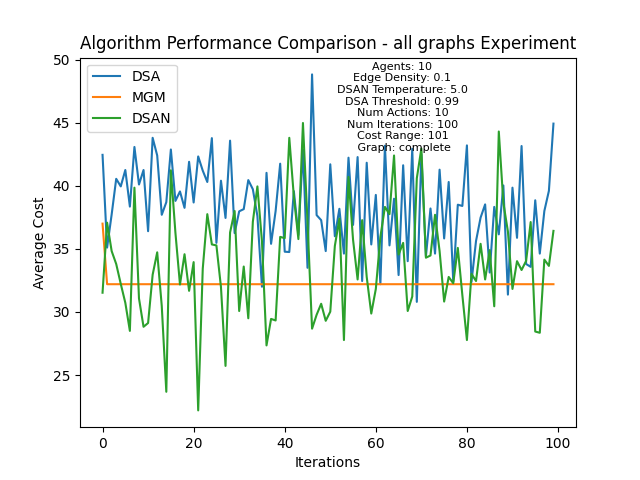 Algorithm Performance Comparison - all graphs Experiment
DSA
MGM
DSAN
Agents: 10
Edge Density: 0.1
DSAN Temperature: 5.0
DSA Threshold: 0.99
Num Actions: 10
Num Iterations: 100
Cost Range: 101
Graph: complete
50
45
40
35
30
25
Average Cost
0 20 40 60 80 100
Iterations